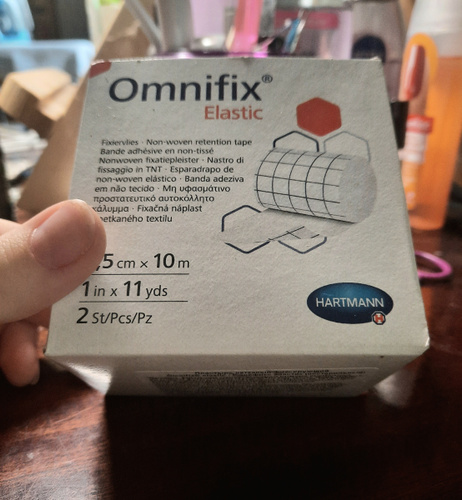 Omnifix®
Elastic
Fixiervlies · Non-woven retention tape
Bande adhésive en non-tissé
Nonwoven fixatiepleister · Nastro di
fissaggio in TNT · Esparadrapo de
non-woven elástico · Banda adeziva
em não tecido · Μη υφασμάτινο
προστατευτικό αυτοκόλλητο
κάλυμμα · Fixačná náplast
netkaného textilu
,5 cm x 10 m
1 in x 11 yds
2 St/Pcs/Pz
HARTMANN